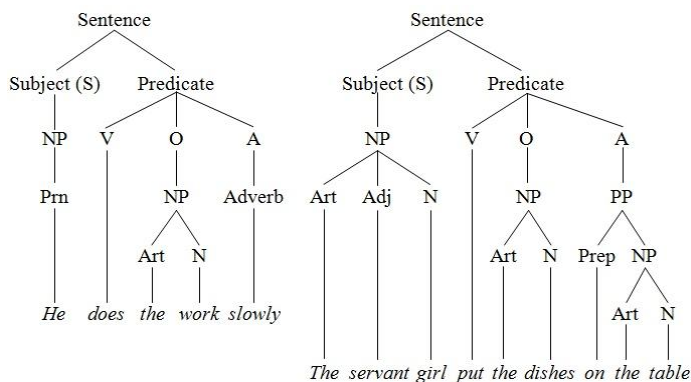 Sentence Sentence
Subject (S) Predicate Subject (S) Predicate
NP V O A NP V O A
Prn NP Adverb Art Adj N NP PP
Art N Art N Prep NP
He does the work slowly Art N
The servant girl put the dishes on the table